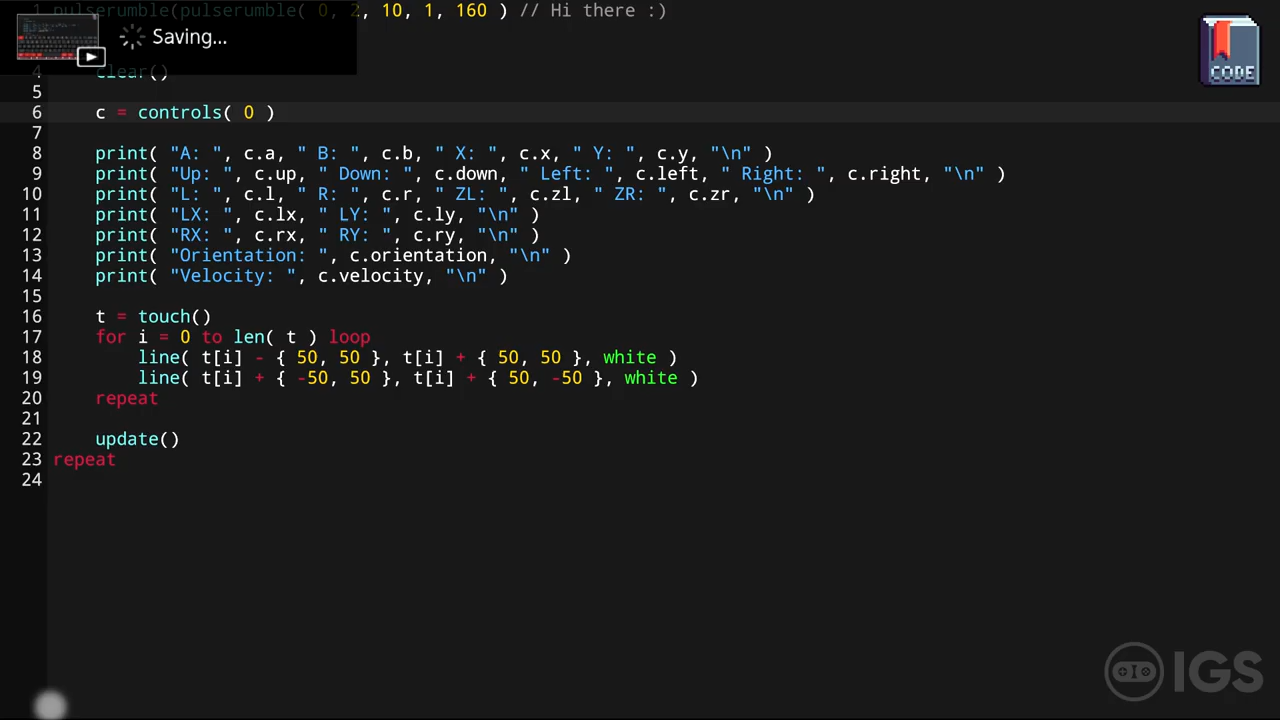 1 pulserumble(pulserumble( 0, 2, 10, 1, 160 ) // Hi there :)
Saving...
CODE
4 clear()
5
6 c = controls( 0 )
7
8 print( "A: ", c.a, " B: ", c.b, " X: ", c.x, " Y: ", c.y, "\n" )
9 print( "Up: ", c.up, " Down: ", c.down, " Left: ", c.left, " Right: ", c.right, "\n" )
10 print( "L: ", c.l, " R: ", c.r, " ZL: ", c.zl, " ZR: ", c.zr, "\n" )
11 print( "LX: ", c.lx, " LY: ", c.ly, "\n" )
12 print( "RX: ", c.rx, " RY: ", c.ry, "\n" )
13 print( "Orientation: ", c.orientation, "\n" )
14 print( "Velocity: ", c.velocity, "\n" )
15
16 t = touch()
17 for i = 0 to len( t ) loop
18 line( t[i] - { 50, 50 }, t[i] + { 50, 50 }, white )
19 line( t[i] + { -50, 50 }, t[i] + { 50, -50 }, white )
20 repeat
21
22 update()
23 repeat
24
IGS